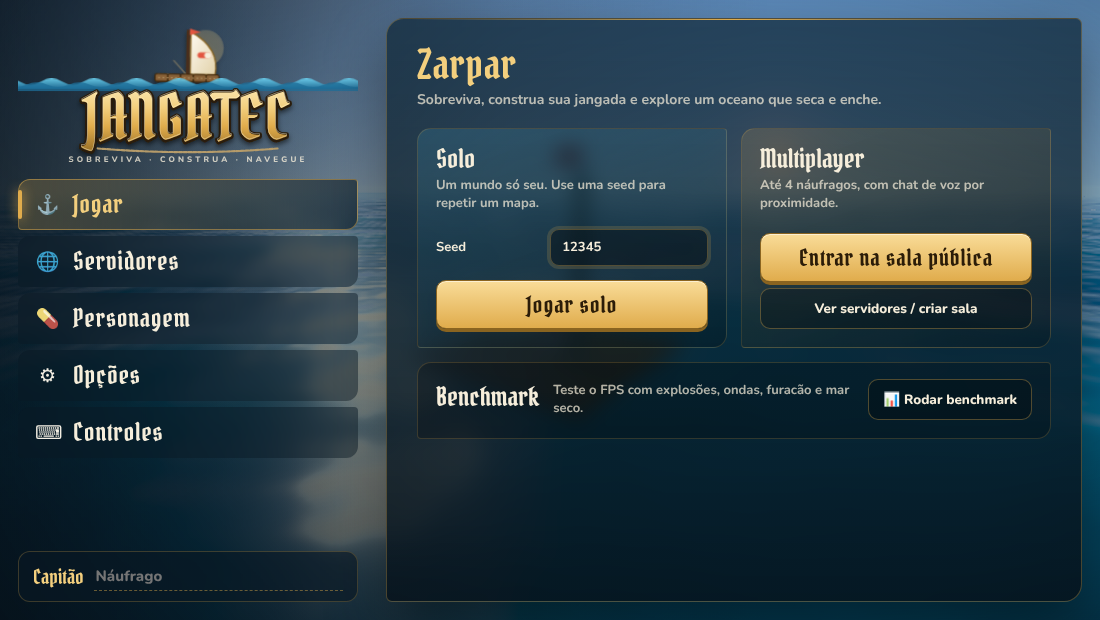 JANGATEC
SOBREVIVA · CONSTRUA · NAVEGUE
Jogar
Servidores
Personagem
Opções
Controles
Capitão Náufrago
Zarpar
Sobreviva, construa sua jangada e explore um oceano que seca e enche.
Solo
Um mundo só seu. Use uma seed para
repetir um mapa.
Seed 12345
Jogar solo
Multiplayer
Até 4 náufragos, com chat de voz por
proximidade.
Entrar na sala pública
Ver servidores / criar sala
Benchmark
Teste o FPS com explosões, ondas, furacão e mar
seco.
Rodar benchmark